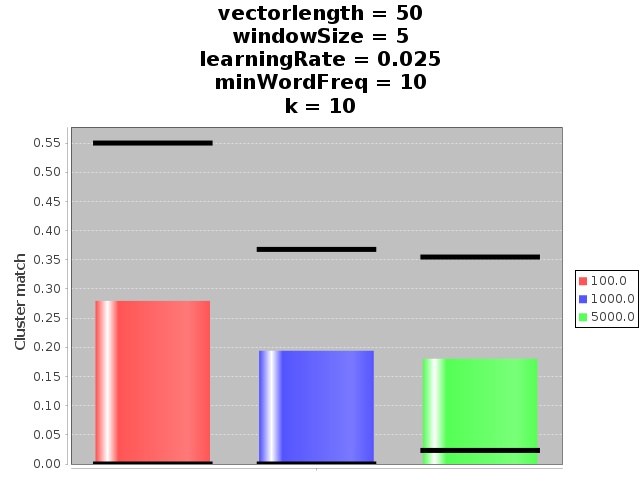 vectorlength = 50
windowSize = 5
learningRate = 0.025
minWordFreq = 10
k = 10
0.55
0.50
0.45
0.40
0.35
0.30
0.25
0.20
0.15
0.10
0.05
0.00
Cluster match
100.0
1000.0
5000.0